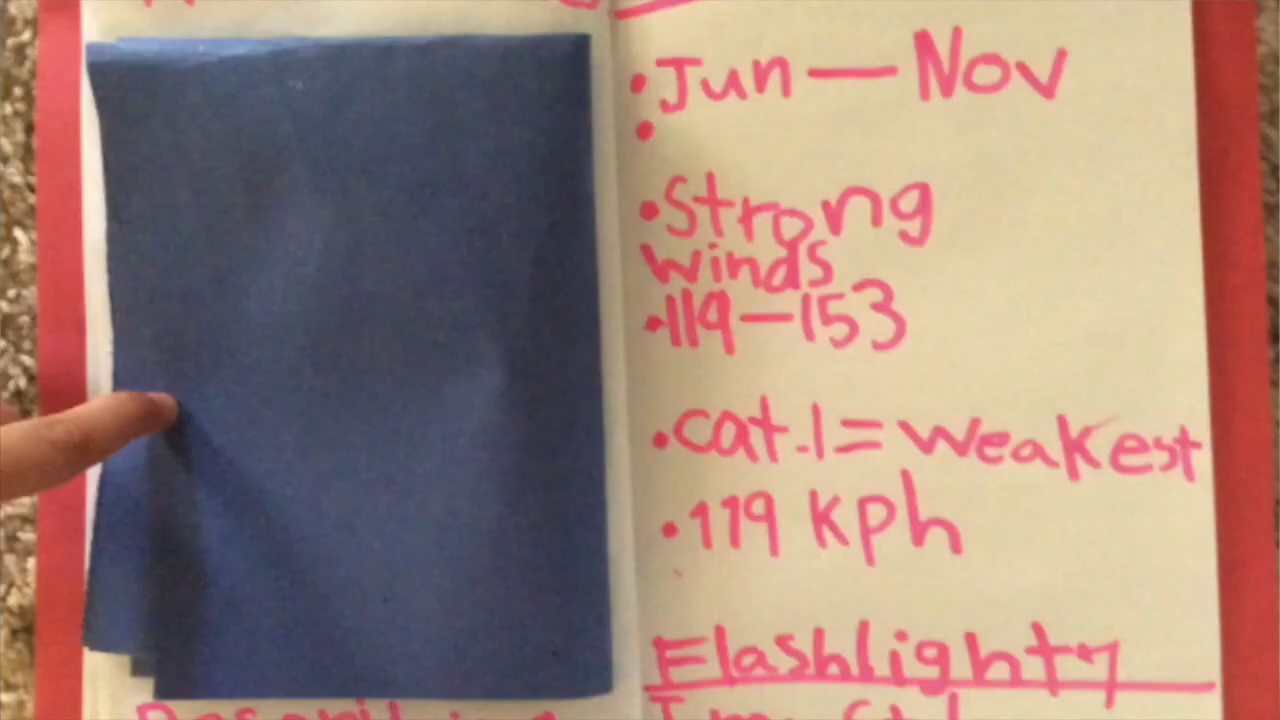 •Jun — Nov
•
•Strong
winds
•119—153
•cat.1= weakest
•119 kph
Flashlight